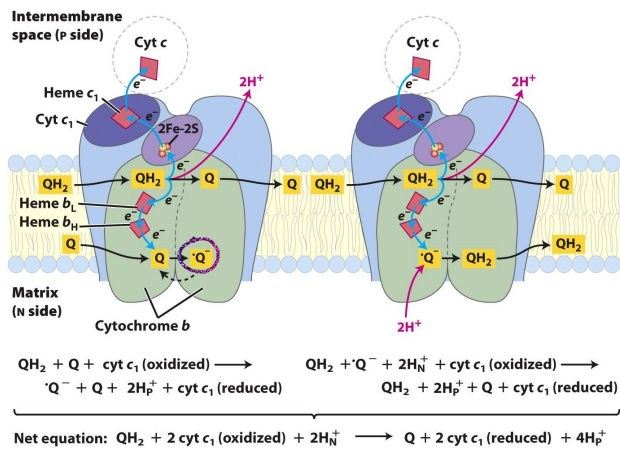 Intermembrane
space (P side)
Cyt c
e⁻
2H⁺
Heme c₁
e⁻
Cyt c₁
2Fe-2S
e⁻
QH₂
QH₂
Q
Q
Heme bL
e⁻
Heme bH
e⁻
Q
e⁻
Q
•Q⁻
Matrix
(N side)
Cytochrome b
Cyt c
e⁻
2H⁺
e⁻
e⁻
QH₂
QH₂
Q
Q
e⁻
e⁻
e⁻
•Q⁻
QH₂
QH₂
2H⁺
QH₂ + Q + cyt c₁ (oxidized) ⟶
•Q⁻ + Q + 2H⁺P + cyt c₁ (reduced)
QH₂ + •Q⁻ + 2H⁺N + cyt c₁ (oxidized) ⟶
QH₂ + 2H⁺P + Q + cyt c₁ (reduced)
Net equation: QH₂ + 2 cyt c₁ (oxidized) + 2H⁺N ⟶ Q + 2 cyt c₁ (reduced) + 4H⁺P